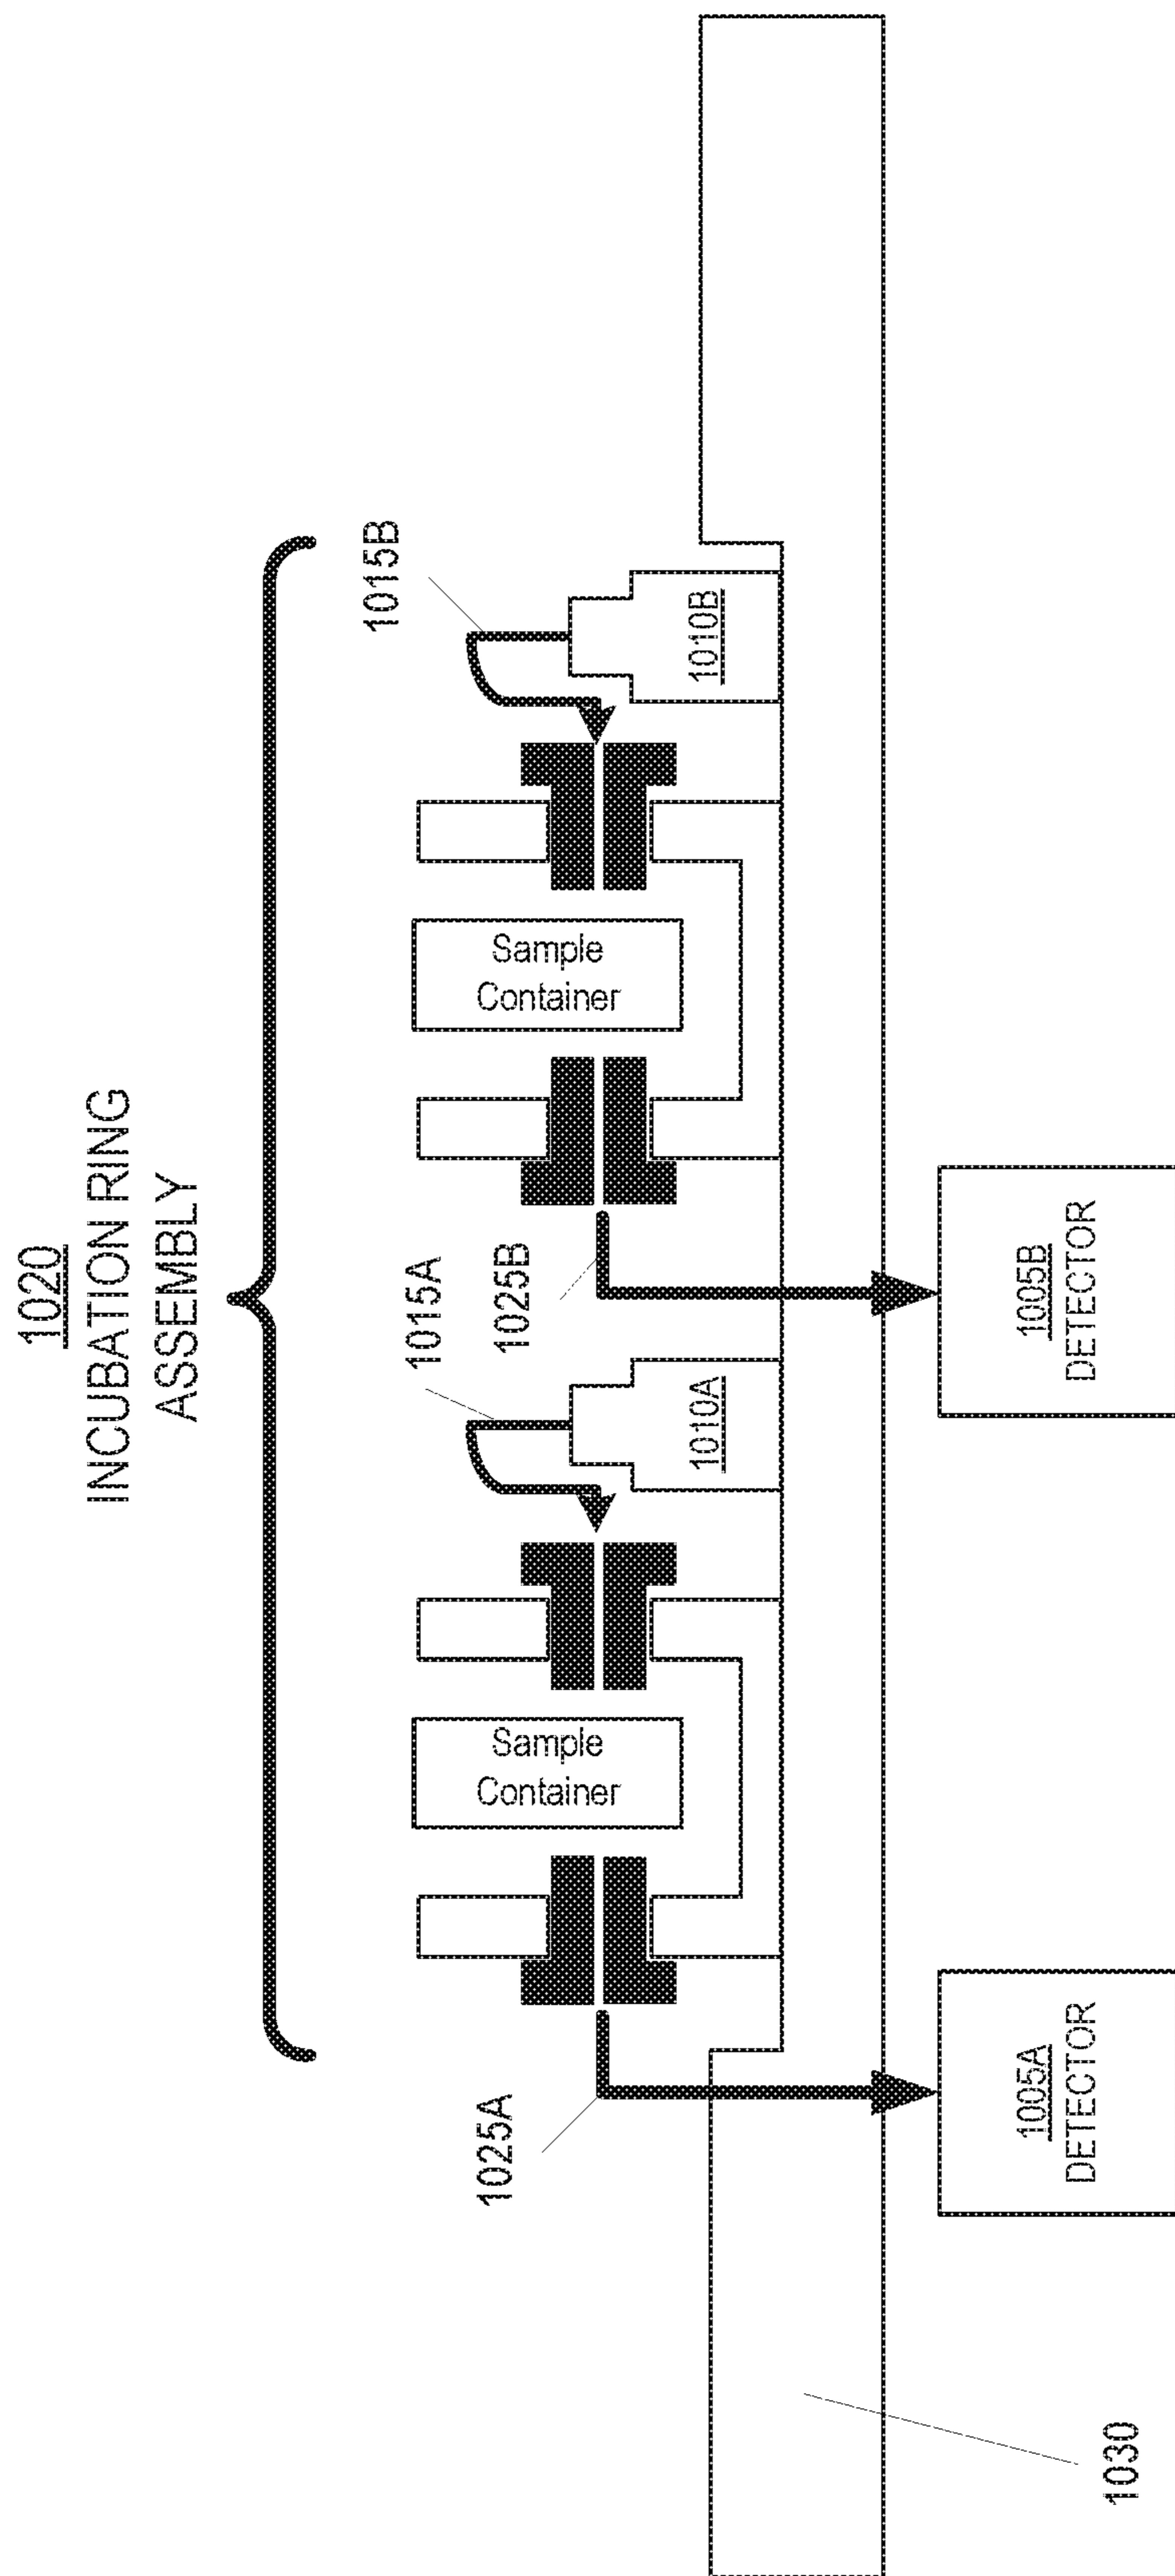 1020
INCUBATION RING
ASSEMBLY
1015B
1015A
1025B
1025A
Sample
Container
Sample
Container
1010A
1010B
1005A
DETECTOR
1005B
DETECTOR
1030